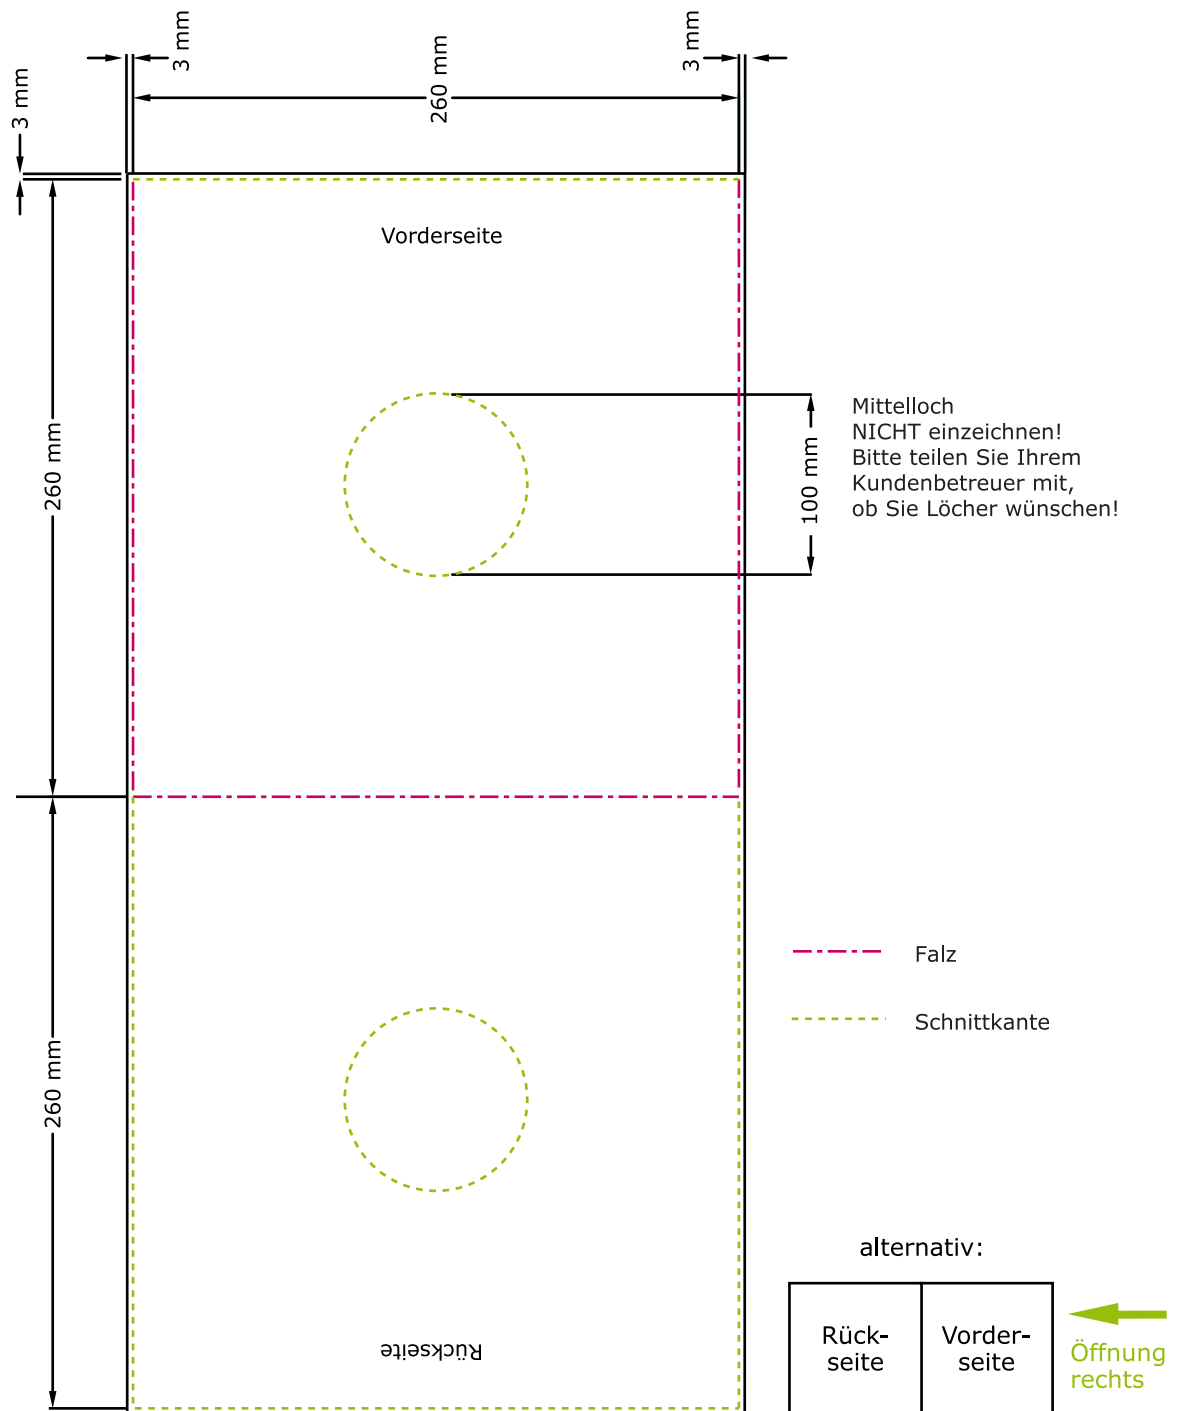 3 mm
3 mm
260 mm
3 mm
Vorderseite
260 mm
100 mm
Mittelloch
NICHT einzeichnen!
Bitte teilen Sie Ihrem
Kundenbetreuer mit,
ob Sie Löcher wünschen!
Falz
Schnittkante
260 mm
Rückseite
alternativ:
Rück-
seite
Vorder-
seite
Öffnung
rechts